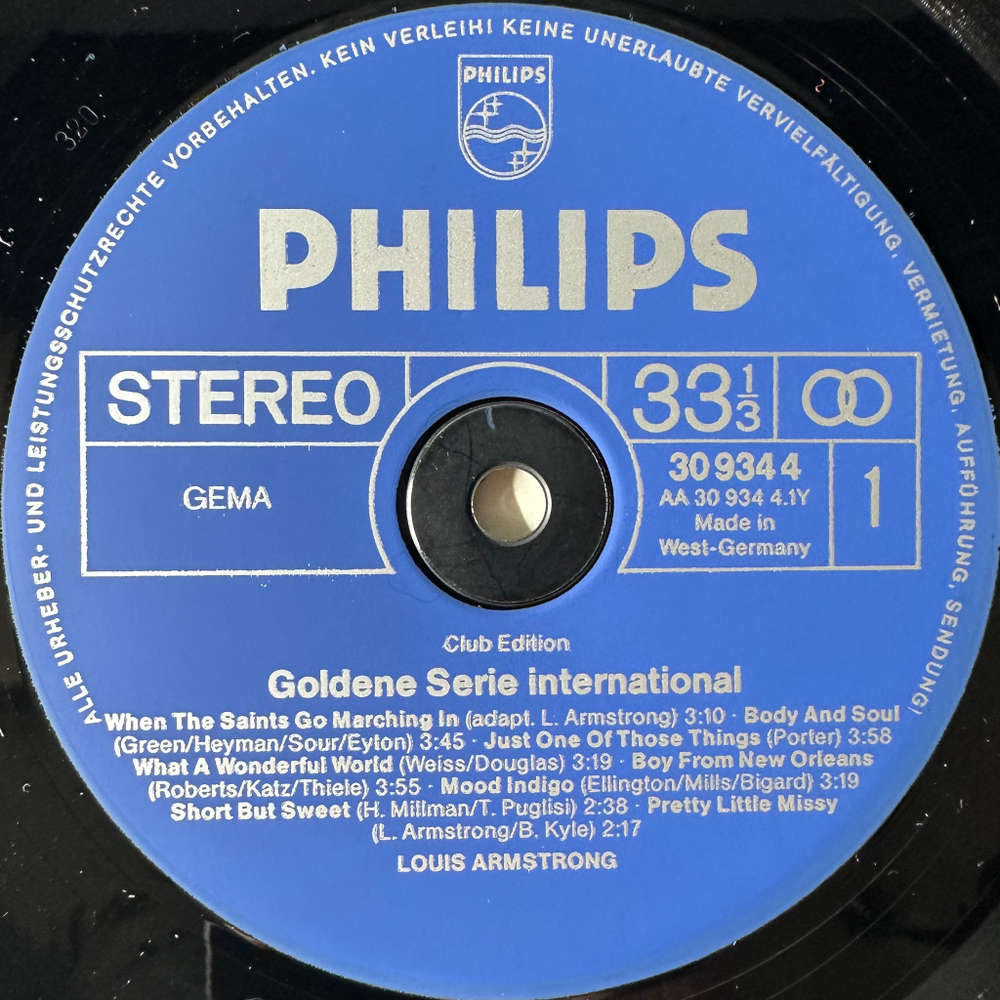 ALLE URHEBER- UND LEISTUNGSSCHUTZRECHTE VORBEHALTEN. KEIN VERLEIH! KEINE UNERLAUBTE VERVIELFÄLTIGUNG, VERMIETUNG, AUFFÜHRUNG, SENDUNG!
PHILIPS
PHILIPS
STEREO
33 1/3
GEMA
30 934 4
AA 30 934 4.1Y
Made in
West-Germany
1
Club Edition
Goldene Serie international
When The Saints Go Marching In (adapt. L. Armstrong) 3:10 · Body And Soul
(Green/Heyman/Sour/Eyton) 3:45 · Just One Of Those Things (Porter) 3:58
What A Wonderful World (Weiss/Douglas) 3:19 · Boy From New Orleans
(Roberts/Katz/Thiele) 3:55 · Mood Indigo (Ellington/Mills/Bigard) 3:19
Short But Sweet (H. Millman/T. Puglisi) 2:38 · Pretty Little Missy
(L. Armstrong/B. Kyle) 2:17
LOUIS ARMSTRONG
320